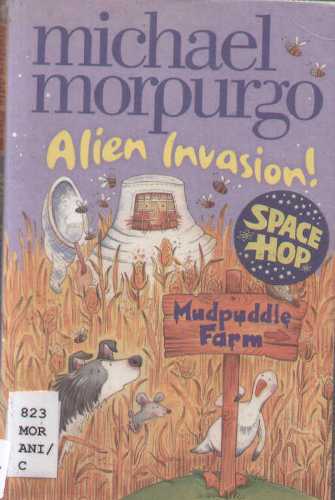 michael
morpurgo
Alien Invasion!
SPACE
HOP
Mudpuddle
Farm
823
MOR
ANI/
C